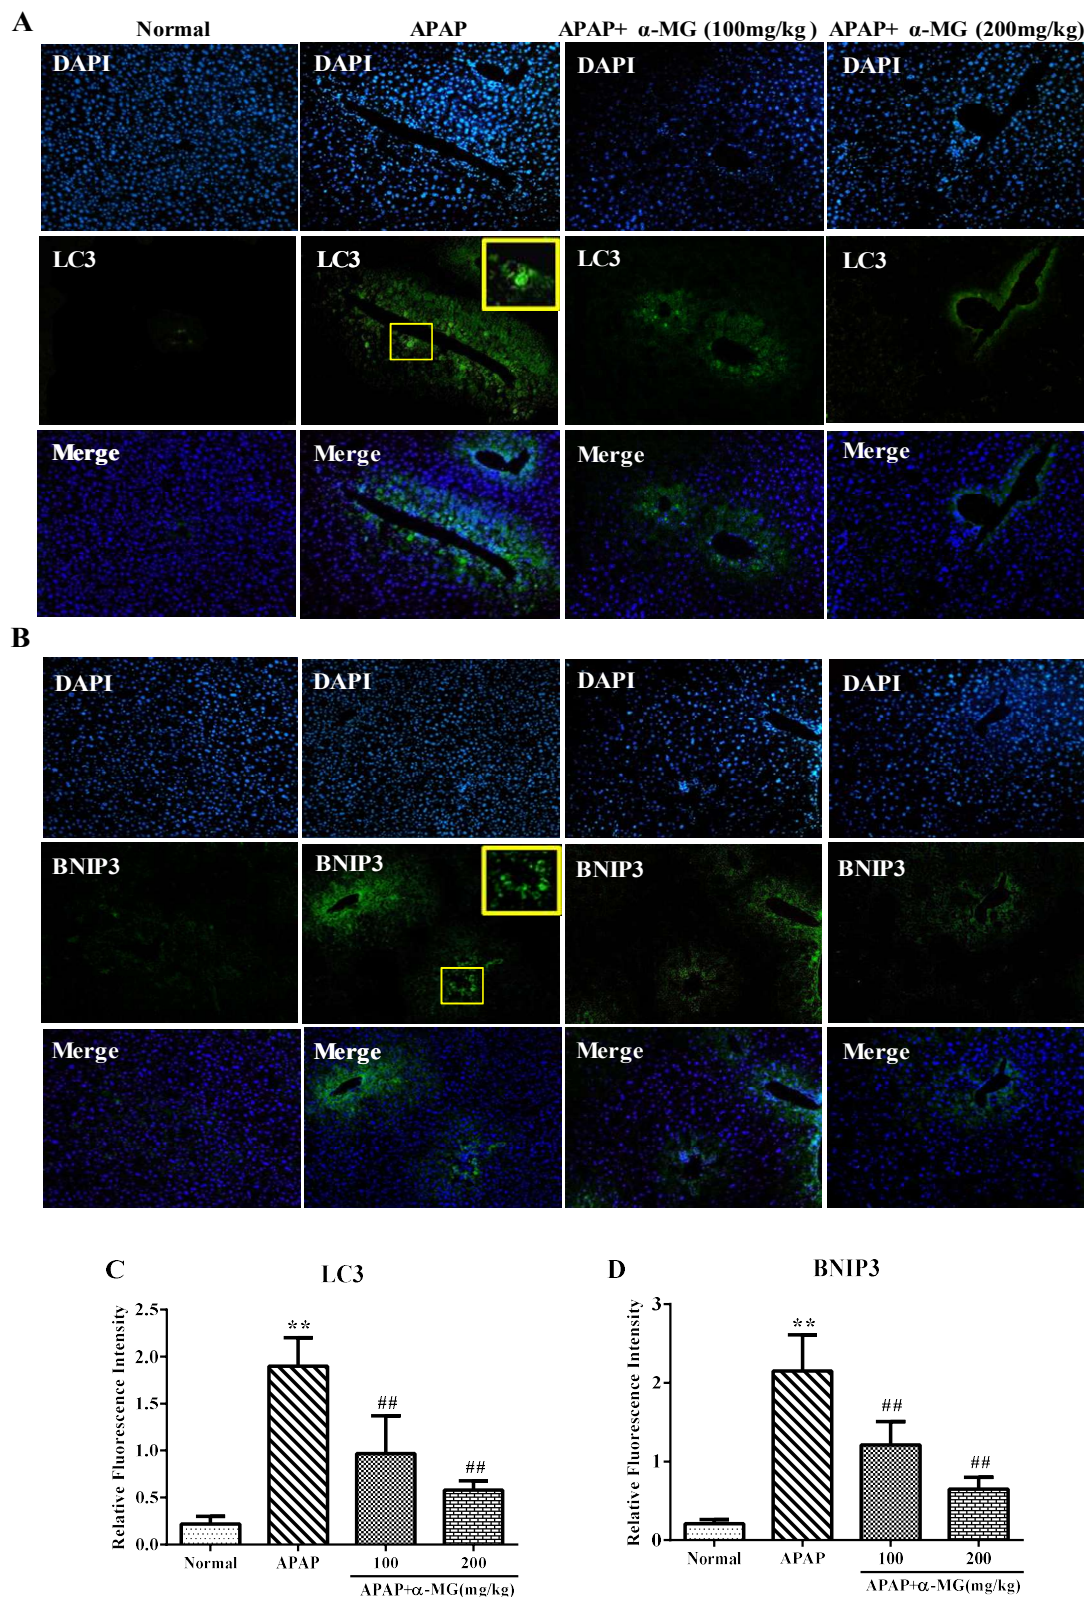 A
Normal APAP APAP+ α-MG (100mg/kg ) APAP+ α-MG (200mg/kg)
DAPI DAPI DAPI DAPI
LC3 LC3 LC3 LC3
Merge Merge Merge Merge
B
DAPI DAPI DAPI DAPI
BNIP3 BNIP3 BNIP3 BNIP3
Merge Merge Merge Merge
C LC3
Relative Fluorescence Intensity
2.5
2.0
1.5
1.0
0.5
0.0
**
##
##
Normal APAP 100 200
APAP+α-MG(mg/kg)
D BNIP3
Relative Fluorescence Intensity
3
2
1
0
**
##
##
Normal APAP 100 200
APAP+α-MG(mg/kg)